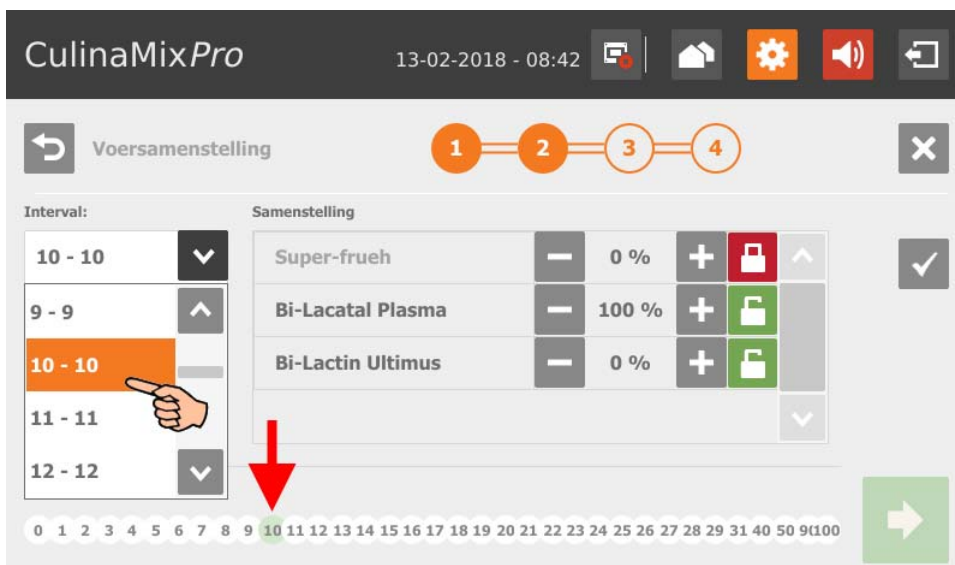 CulinaMixPro 13-02-2018 - 08:42
Voersamenstelling 1 2 3 4
Interval: Samenstelling
10 - 10 Super-frueh 0 %
9 - 9 Bi-Lacatal Plasma 100 %
10 - 10 Bi-Lactin Ultimus 0 %
11 - 11
12 - 12
0 1 2 3 4 5 6 7 8 9 10 11 12 13 14 15 16 17 18 19 20 21 22 23 24 25 26 27 28 29 31 40 50 90 100